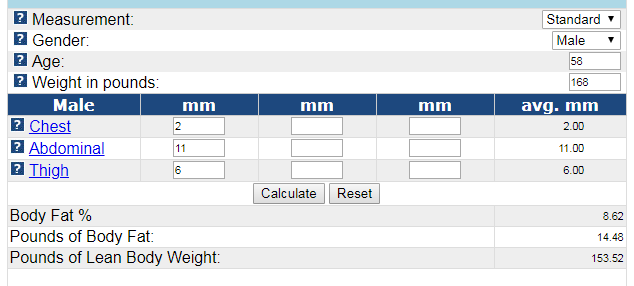 ? Measurement: Standard ▼
? Gender: Male ▼
? Age: 58
? Weight in pounds: 168
Male mm mm mm avg. mm
? Chest 2 2.00
? Abdominal 11 11.00
? Thigh 6 6.00
Calculate Reset
Body Fat % 8.62
Pounds of Body Fat: 14.48
Pounds of Lean Body Weight: 153.52